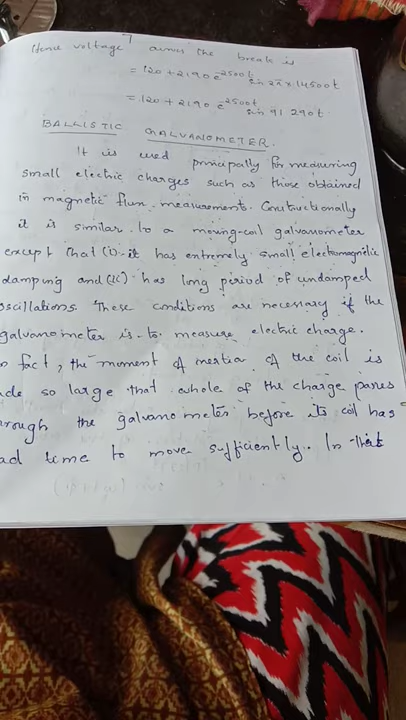 Hence voltage across the break is
= 120 + 2190 e^-2500t sin 2π × 14500t
= 120 + 2190 e^-2500t sin 91 290t.
BALLISTIC GALVANOMETER.
It is used principally for measuring
small electric charges such as those obtained
in magnetic flux measurement. Constructionally
it is similar to a moving-coil galvanometer
except that (i) it has extremely small electromagnetic
damping and (ii) has long period of undamped
oscillations. These conditions are necessary if the
galvanometer is to measure electric charge.
n fact, the moment of inertia of the coil is
ade so large that whole of the charge passes
rough the galvanometer before its coil has
ad time to move sufficiently. In that